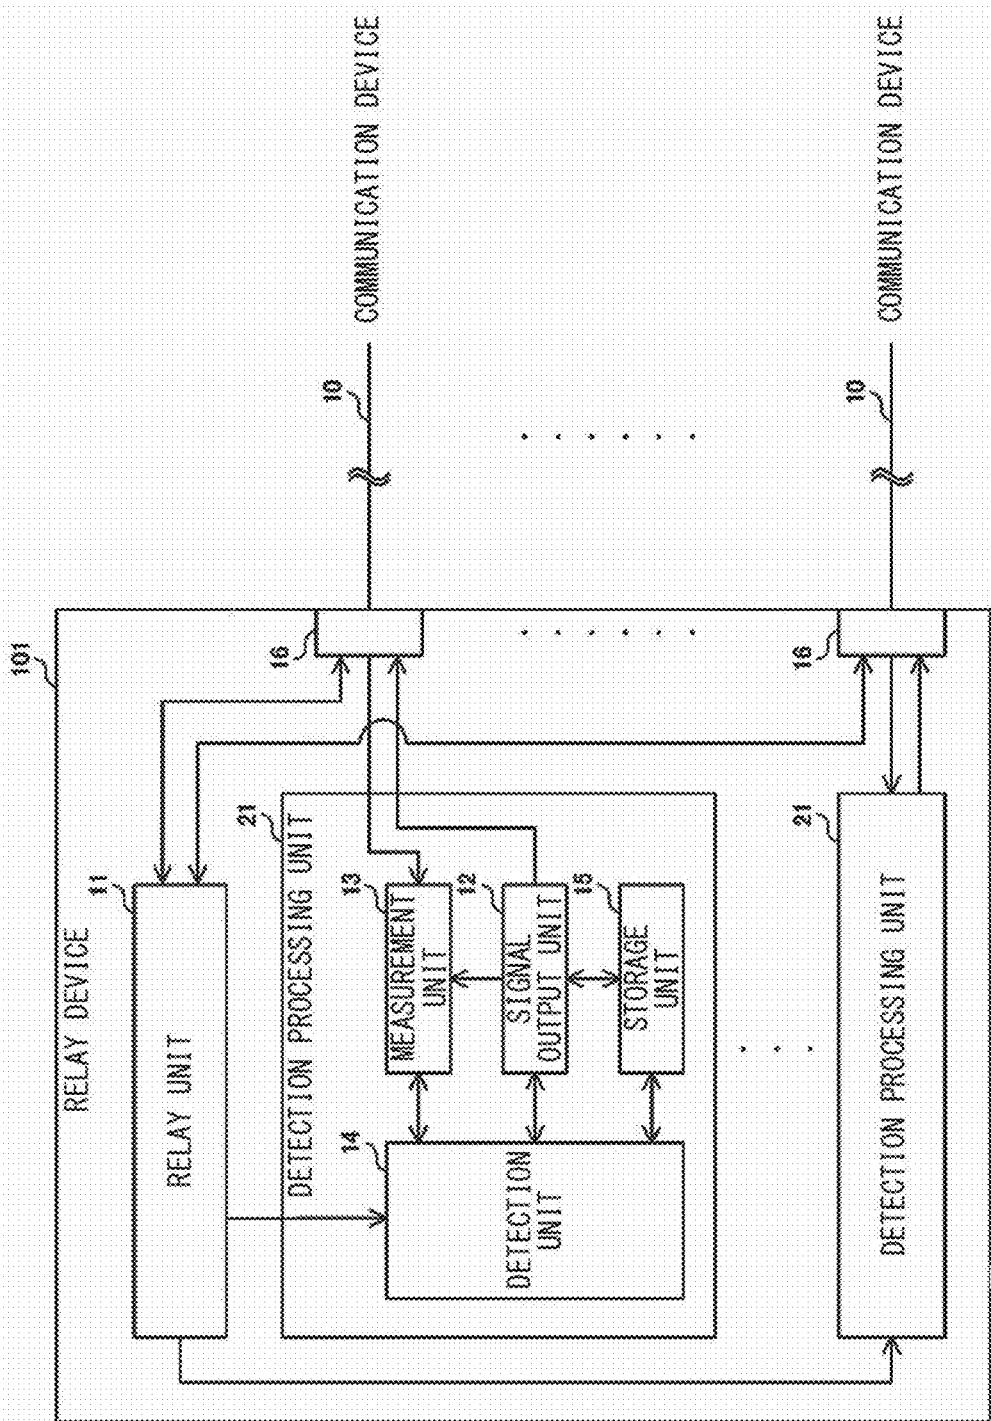 101
RELAY DEVICE
11
RELAY UNIT
21
DETECTION PROCESSING UNIT
14
DETECTION
UNIT
13
MEASUREMENT
UNIT
12
SIGNAL
OUTPUT UNIT
15
STORAGE
UNIT
16
10
COMMUNICATION DEVICE
21
DETECTION PROCESSING UNIT
16
10
COMMUNICATION DEVICE